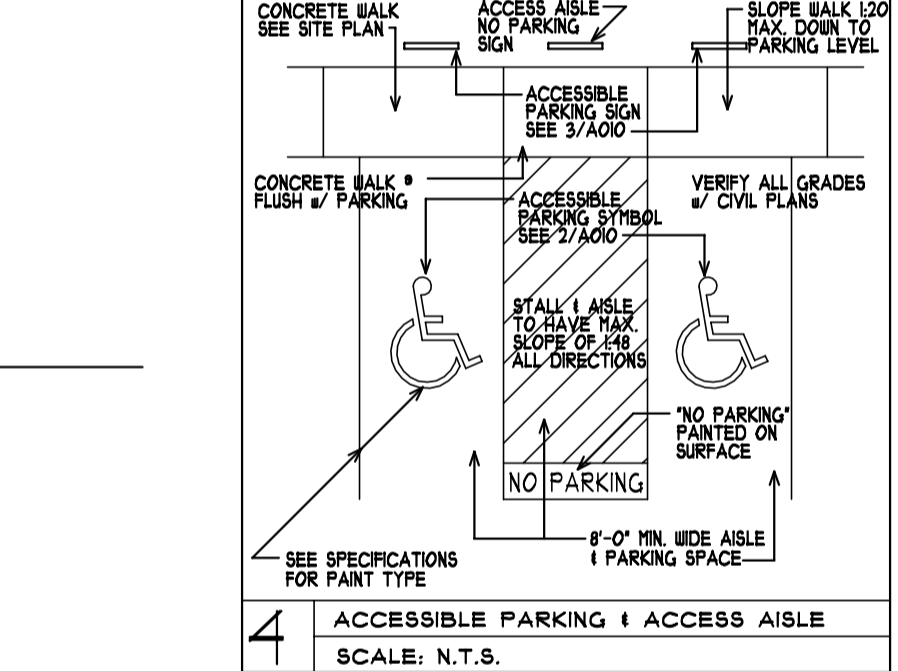 CONCRETE WALK
SEE SITE PLAN
ACCESS AISLE
NO PARKING
SIGN
SLOPE WALK 1:20
MAX. DOWN TO
PARKING LEVEL
ACCESSIBLE
PARKING SIGN
SEE 3/A010
CONCRETE WALK @
FLUSH w/ PARKING
VERIFY ALL GRADES
w/ CIVIL PLANS
ACCESSIBLE
PARKING SYMBOL
SEE 2/A010
STALL & AISLE
TO HAVE MAX.
SLOPE OF 1:48
ALL DIRECTIONS
"NO PARKING"
PAINTED ON
SURFACE
NO PARKING
8'-0" MIN. WIDE AISLE
& PARKING SPACE
SEE SPECIFICATIONS
FOR PAINT TYPE
4
ACCESSIBLE PARKING & ACCESS AISLE
SCALE: N.T.S.